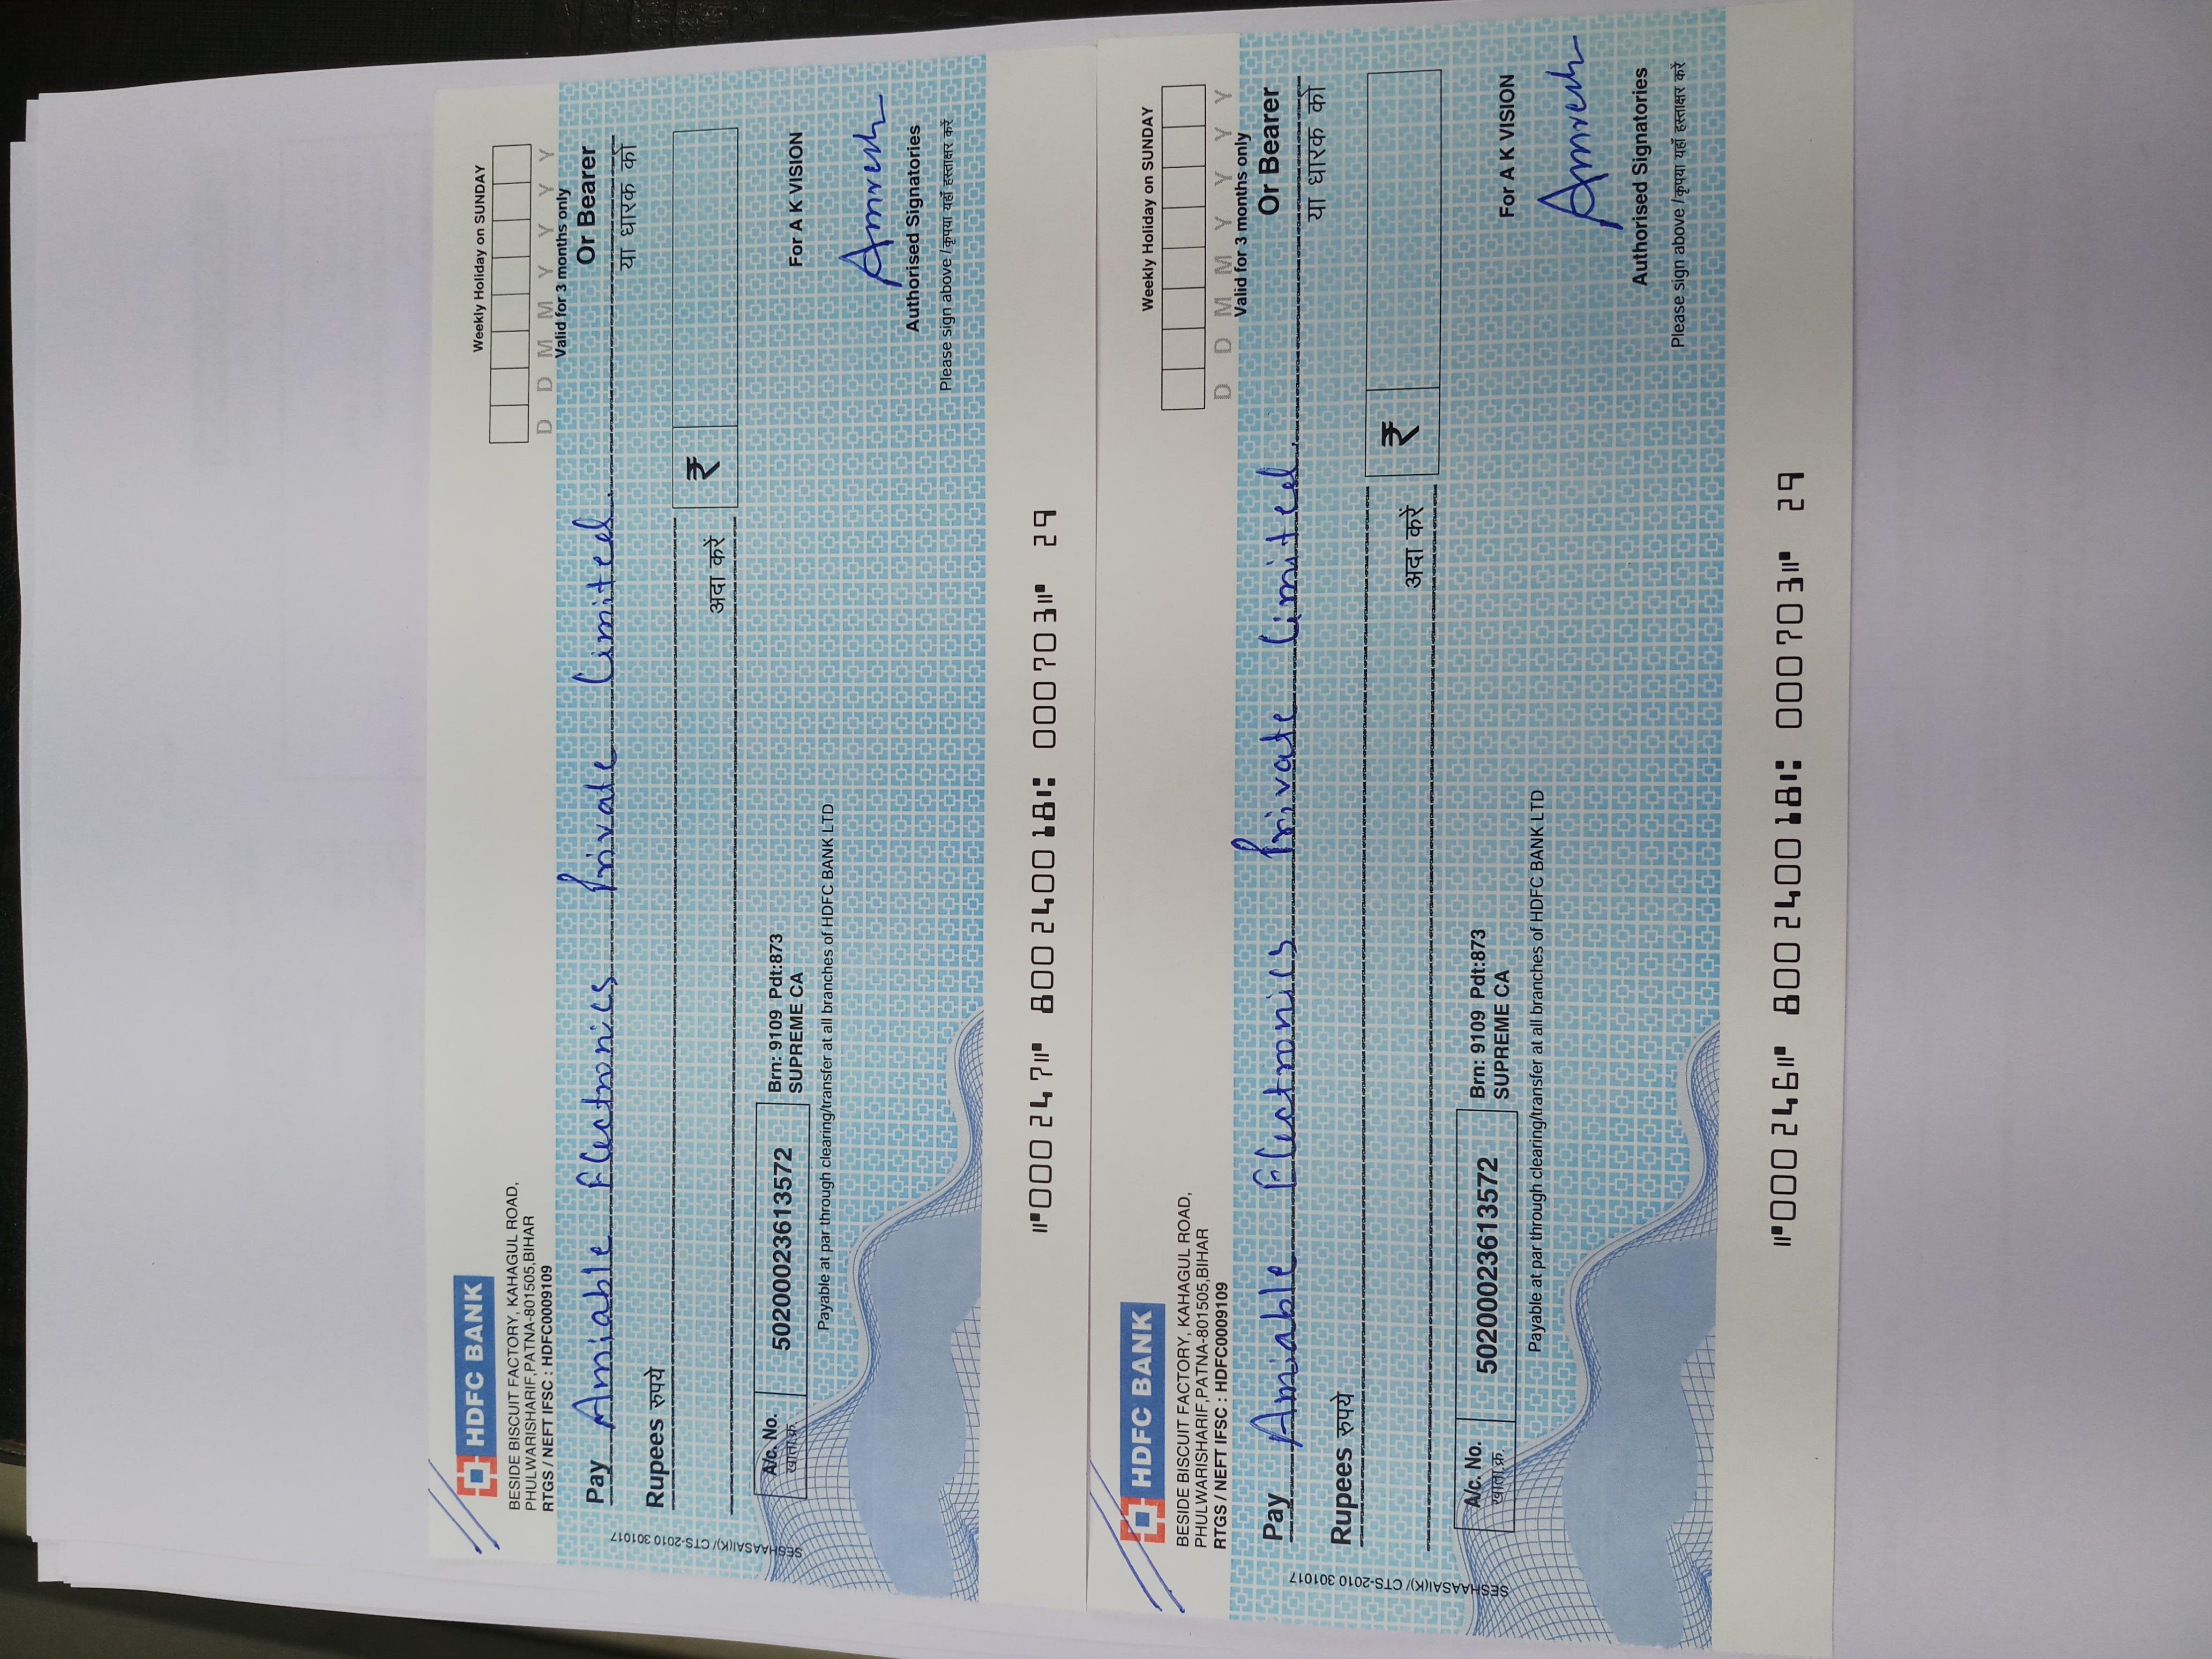 HDFC BANK
BESIDE BISCUIT FACTORY, KAHAGUL ROAD,
PHULWARISHARIF,PATNA-801505,BIHAR
RTGS / NEFT IFSC : HDFC0009109
Weekly Holiday on SUNDAY
D D M M Y Y Y Y
Valid for 3 months only
Pay Amiable Electronics Private Limited. Or Bearer
या धारक को
Rupees रुपये
अदा करें ₹
A/c. No. 50200023613572 Brn: 9109 Pdt:873
खाता.क्र. SUPREME CA
For A K VISION
Payable at par through clearing/transfer at all branches of HDFC BANK LTD
Amresh
Authorised Signatories
Please sign above / कृपया यहाँ हस्ताक्षर करें
SESHAASAI(K)/ CTS-2010 301017
⑈000247⑈ 800240018⑆ 000703⑈ 29
HDFC BANK
BESIDE BISCUIT FACTORY, KAHAGUL ROAD,
PHULWARISHARIF,PATNA-801505,BIHAR
RTGS / NEFT IFSC : HDFC0009109
Weekly Holiday on SUNDAY
D D M M Y Y Y Y
Valid for 3 months only
Pay Amiable Electronics Private Limited. Or Bearer
या धारक को
Rupees रुपये
अदा करें ₹
A/c. No. 50200023613572 Brn: 9109 Pdt:873
खाता.क्र. SUPREME CA
For A K VISION
Payable at par through clearing/transfer at all branches of HDFC BANK LTD
Amresh
Authorised Signatories
Please sign above / कृपया यहाँ हस्ताक्षर करें
SESHAASAI(K)/ CTS-2010 301017
⑈000246⑈ 800240018⑆ 000703⑈ 29